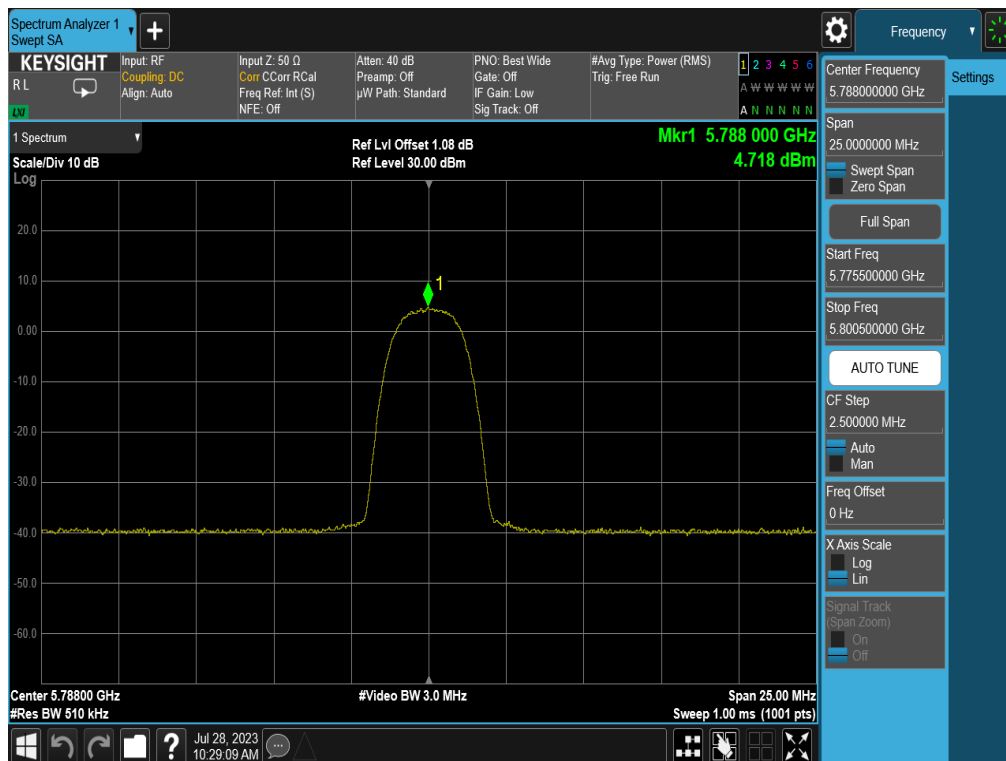 Spectrum Analyzer 1
Swept SA
Frequency
KEYSIGHT
R L
LXI
Input: RF
Coupling: DC
Align: Auto
Input Z: 50 Ω
Corr CCorr RCal
Freq Ref: Int (S)
NFE: Off
Atten: 40 dB
Preamp: Off
µW Path: Standard
PNO: Best Wide
Gate: Off
IF Gain: Low
Sig Track: Off
#Avg Type: Power (RMS)
Trig: Free Run
1 2 3 4 5 6
A W W W W W
A N N N N N
1 Spectrum
Scale/Div 10 dB
Log
Ref Lvl Offset 1.08 dB
Ref Level 30.00 dBm
Mkr1 5.788 000 GHz
4.718 dBm
1
20.0
10.0
0.00
-10.0
-20.0
-30.0
-40.0
-50.0
-60.0
Center 5.78800 GHz
#Res BW 510 kHz
#Video BW 3.0 MHz
Span 25.00 MHz
Sweep 1.00 ms (1001 pts)
Center Frequency
5.788000000 GHz
Settings
Span
25.0000000 MHz
Swept Span
Zero Span
Full Span
Start Freq
5.775500000 GHz
Stop Freq
5.800500000 GHz
AUTO TUNE
CF Step
2.500000 MHz
Auto
Man
Freq Offset
0 Hz
X Axis Scale
Log
Lin
Signal Track
(Span Zoom)
On
Off
?
Jul 28, 2023
10:29:09 AM